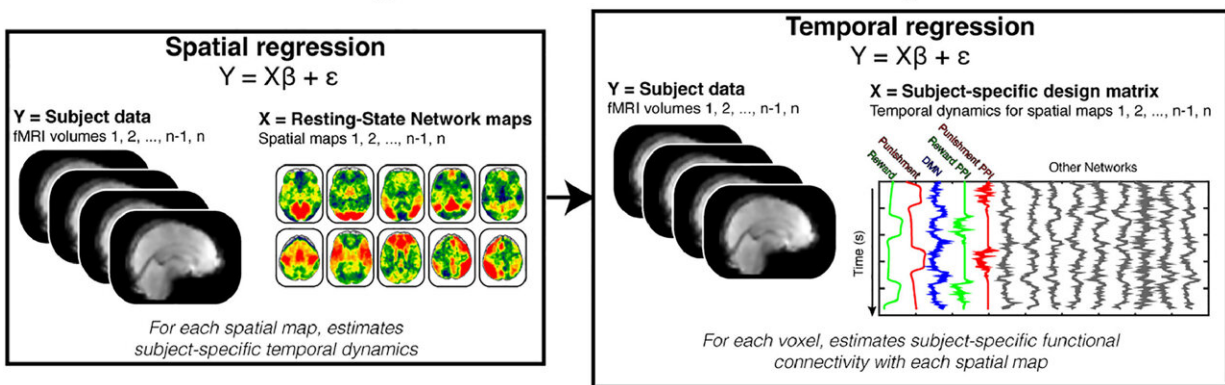 Spatial regression
Y = Xβ + ε
Y = Subject data
fMRI volumes 1, 2, ..., n-1, n
X = Resting-State Network maps
Spatial maps 1, 2, ..., n-1, n
For each spatial map, estimates
subject-specific temporal dynamics
Temporal regression
Y = Xβ + ε
Y = Subject data
fMRI volumes 1, 2, ..., n-1, n
X = Subject-specific design matrix
Temporal dynamics for spatial maps 1, 2, ..., n-1, n
Reward
Punishment
DMN
Reward PPI
Punishment PPI
Other Networks
Time (s)
For each voxel, estimates subject-specific functional
connectivity with each spatial map